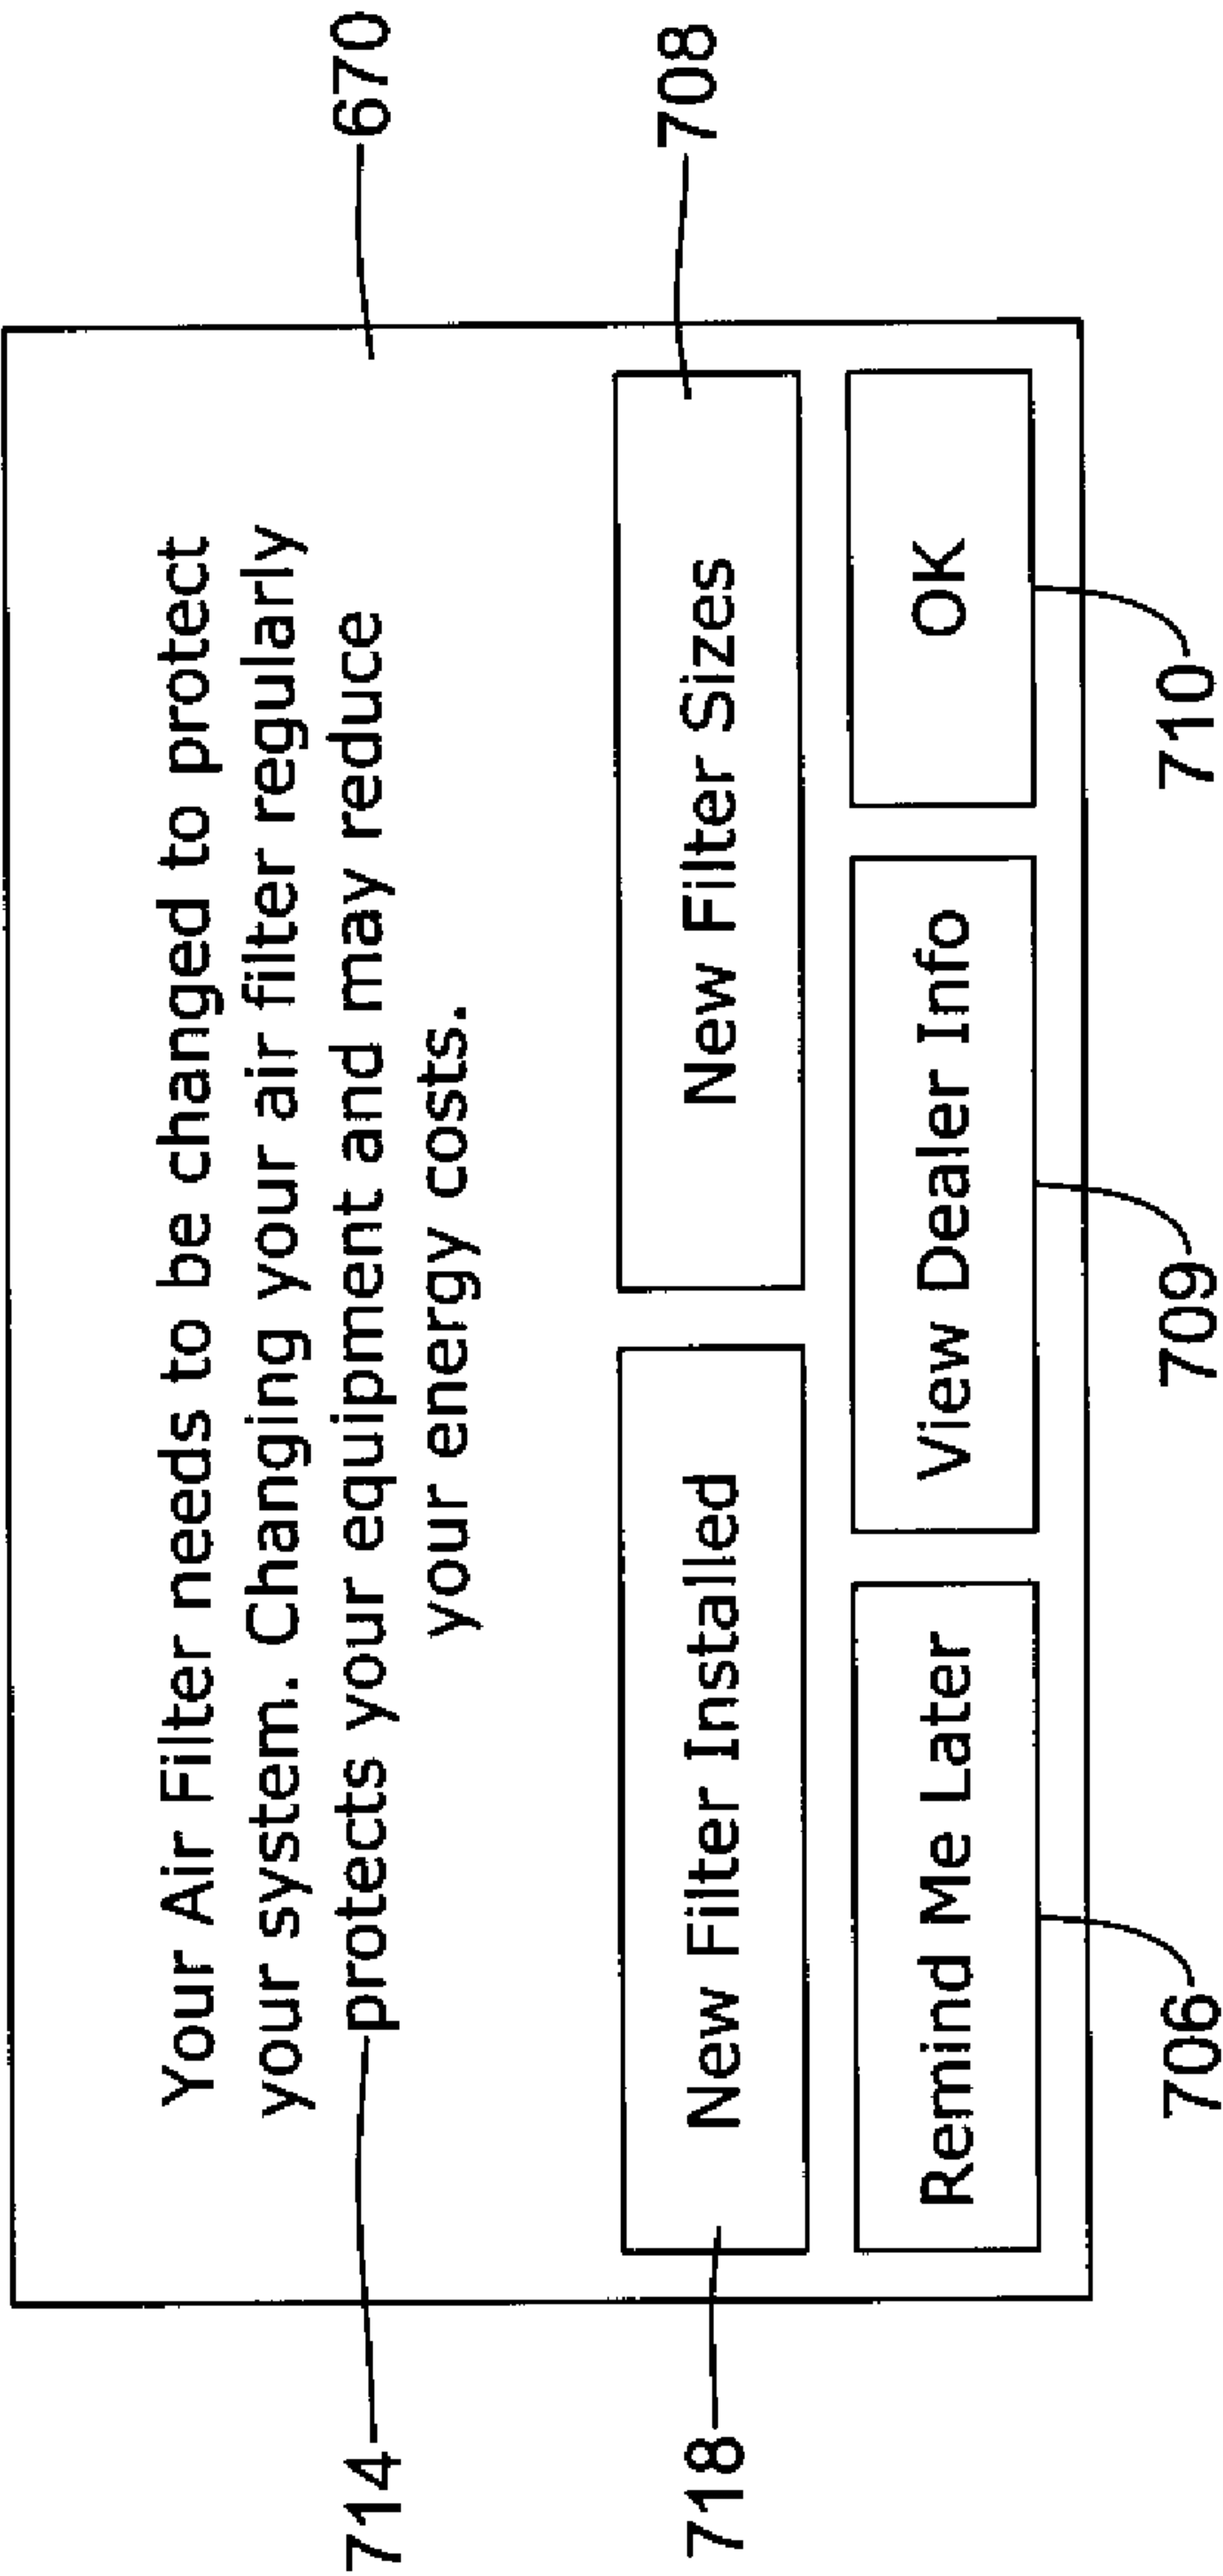 670
714
Your Air Filter needs to be changed to protect
your system. Changing your air filter regularly
protects your equipment and may reduce
your energy costs.
718
New Filter Installed
New Filter Sizes
708
Remind Me Later
View Dealer Info
OK
706
709
710